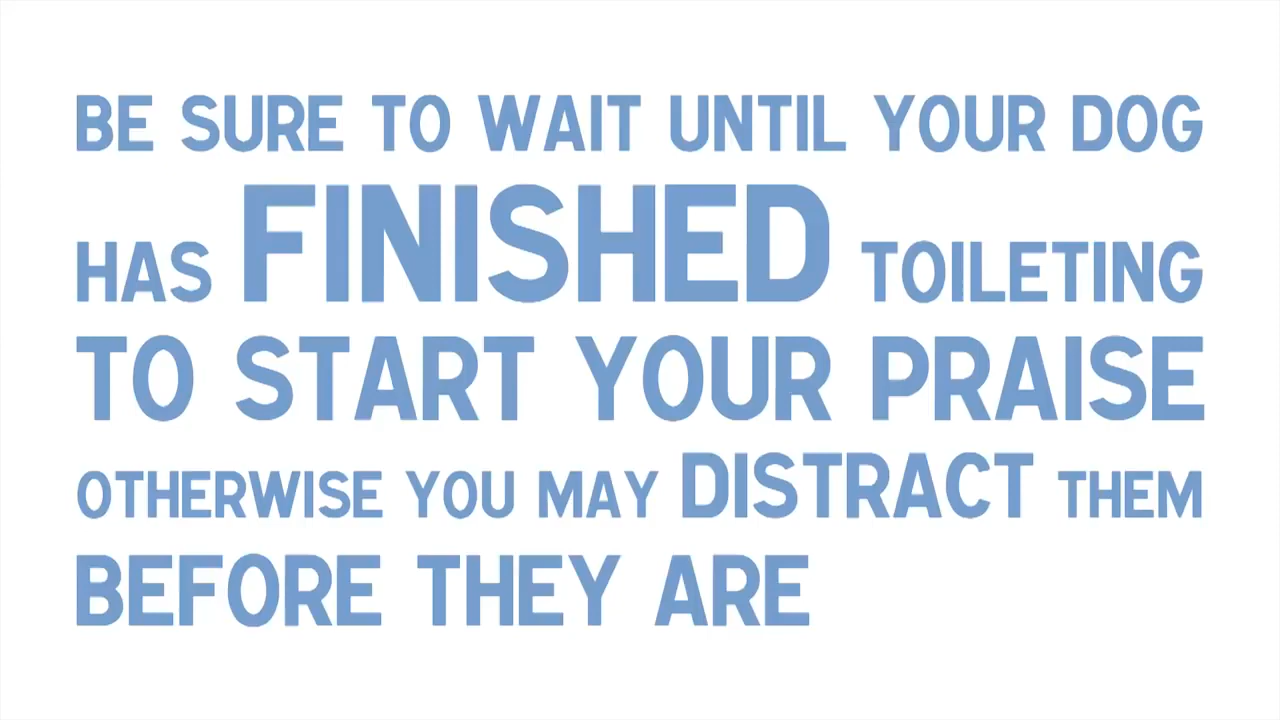 BE SURE TO WAIT UNTIL YOUR DOG
HAS FINISHED TOILETING
TO START YOUR PRAISE
OTHERWISE YOU MAY DISTRACT THEM
BEFORE THEY ARE